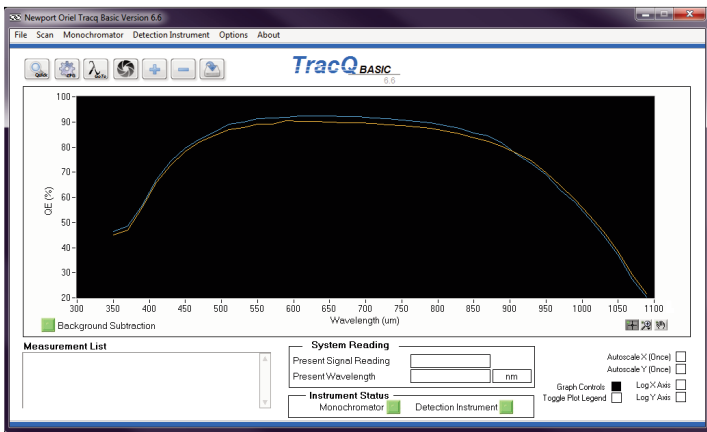 Newport Oriel Tracq Basic Version 6.6
File Scan Monochromator Detection Instrument Options About
Quick CFG λ GoTo
TracQ BASIC
6.6
100
90
80
70
60
50
40
30
20
QE (%)
300 350 400 450 500 550 600 650 700 750 800 850 900 950 1000 1050 1100
Wavelength (um)
Background Subtraction
Measurement List
System Reading
Present Signal Reading
Present Wavelength nm
Instrument Status
Monochromator Detection Instrument
Autoscale X (Once)
Autoscale Y (Once)
Graph Controls Log X Axis
Toggle Plot Legend Log Y Axis